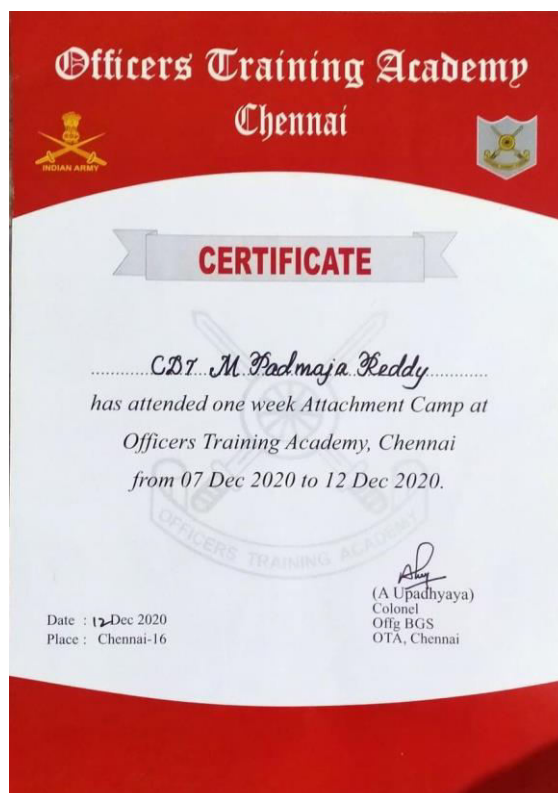 Officers Training Academy
Chennai
INDIAN ARMY
CERTIFICATE
CDT M Padmaja Reddy
has attended one week Attachment Camp at
Officers Training Academy, Chennai
from 07 Dec 2020 to 12 Dec 2020.
OFFICERS TRAINING ACADEMY
(A Upadhyaya)
Colonel
Offg BGS
OTA, Chennai
Date : 12 Dec 2020
Place : Chennai-16